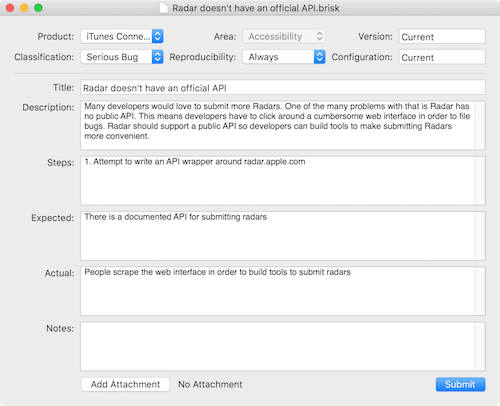 Radar doesn't have an official API.brisk
Product: iTunes Conne... Area: Accessibility Version: Current
Classification: Serious Bug Reproducibility: Always Configuration: Current
Title: Radar doesn't have an official API
Description: Many developers would love to submit more Radars. One of the many problems with that is Radar has
no public API. This means developers have to click around a cumbersome web interface in order to file
bugs. Radar should support a public API so developers can build tools to make submitting Radars
more convenient.
Steps: 1. Attempt to write an API wrapper around radar.apple.com
Expected: There is a documented API for submitting radars
Actual: People scrape the web interface in order to build tools to submit radars
Notes:
Add Attachment No Attachment Submit